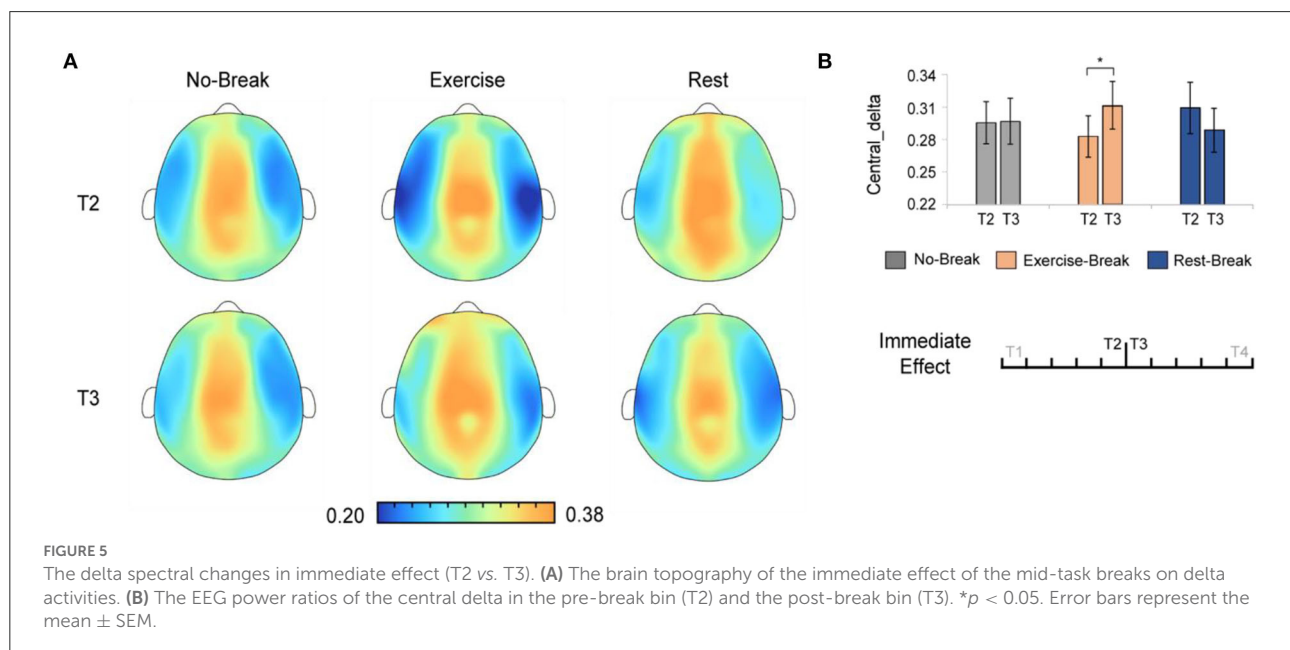 A
No-Break Exercise Rest
T2
T3
0.20 0.38
B
*
0.34
0.31
0.28
0.25
0.22
Central_delta
T2 T3 T2 T3 T2 T3
No-Break Exercise-Break Rest-Break
Immediate
Effect
T1 T2 T3 T4
FIGURE 5
The delta spectral changes in immediate effect (T2 vs. T3). (A) The brain topography of the immediate effect of the mid-task breaks on delta
activities. (B) The EEG power ratios of the central delta in the pre-break bin (T2) and the post-break bin (T3). *p < 0.05. Error bars represent the
mean ± SEM.